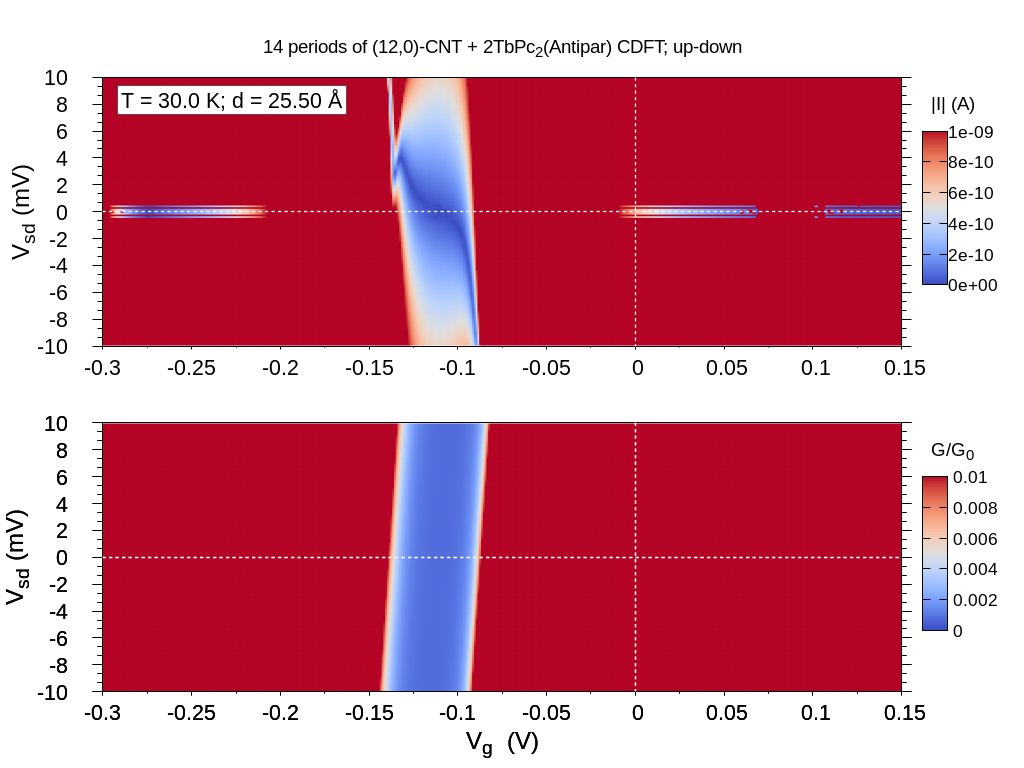 14 periods of (12,0)-CNT + 2TbPc2(Antipar) CDFT; up-down
T = 30.0 K; d = 25.50 Å
|I| (A)
1e-09
8e-10
6e-10
4e-10
2e-10
0e+00
Vsd (mV)
10
8
6
4
2
0
-2
-4
-6
-8
-10
-0.3 -0.25 -0.2 -0.15 -0.1 -0.05 0 0.05 0.1 0.15
G/G0
0.01
0.008
0.006
0.004
0.002
0
Vsd (mV)
10
8
6
4
2
0
-2
-4
-6
-8
-10
-0.3 -0.25 -0.2 -0.15 -0.1 -0.05 0 0.05 0.1 0.15
Vg (V)